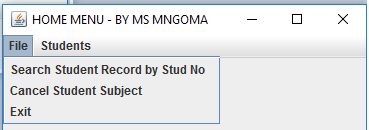 HOME MENU - BY MS MNGOMA
File Students
Search Student Record by Stud No
Cancel Student Subject
Exit